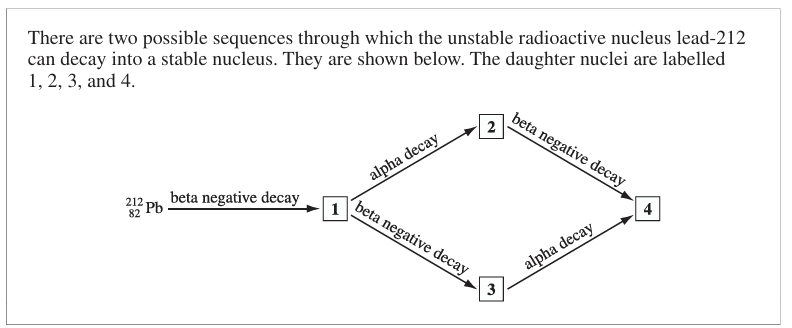 There are two possible sequences through which the unstable radioactive nucleus lead-212
can decay into a stable nucleus. They are shown below. The daughter nuclei are labelled
1, 2, 3, and 4.
212
82 Pb
beta negative decay
1
alpha decay
2
beta negative decay
beta negative decay
3
alpha decay
4